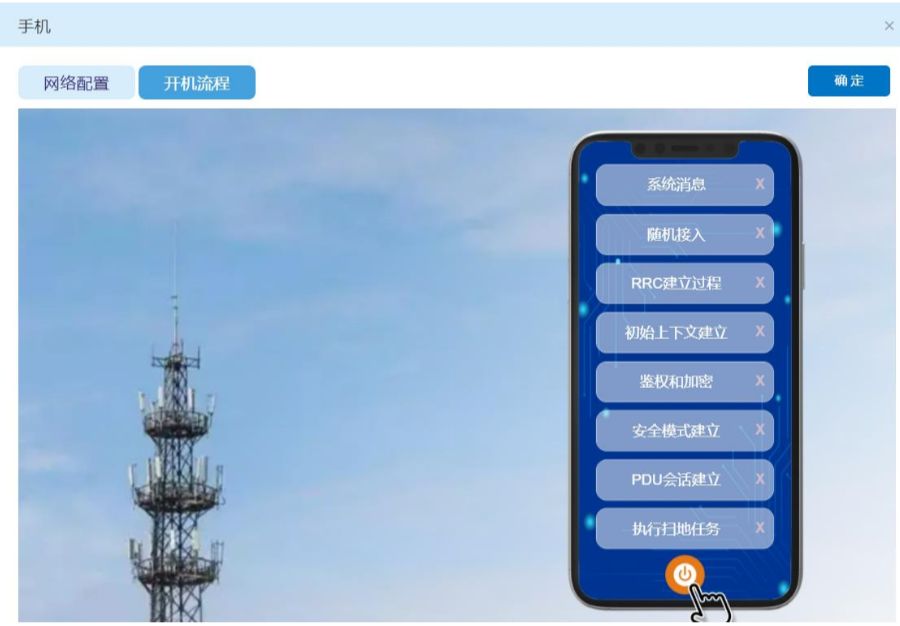 手机
×
网络配置
开机流程
确定
系统消息 X
随机接入 X
RRC建立过程 X
初始上下文建立 X
鉴权和加密 X
安全模式建立 X
PDU会话建立 X
执行扫地任务 X